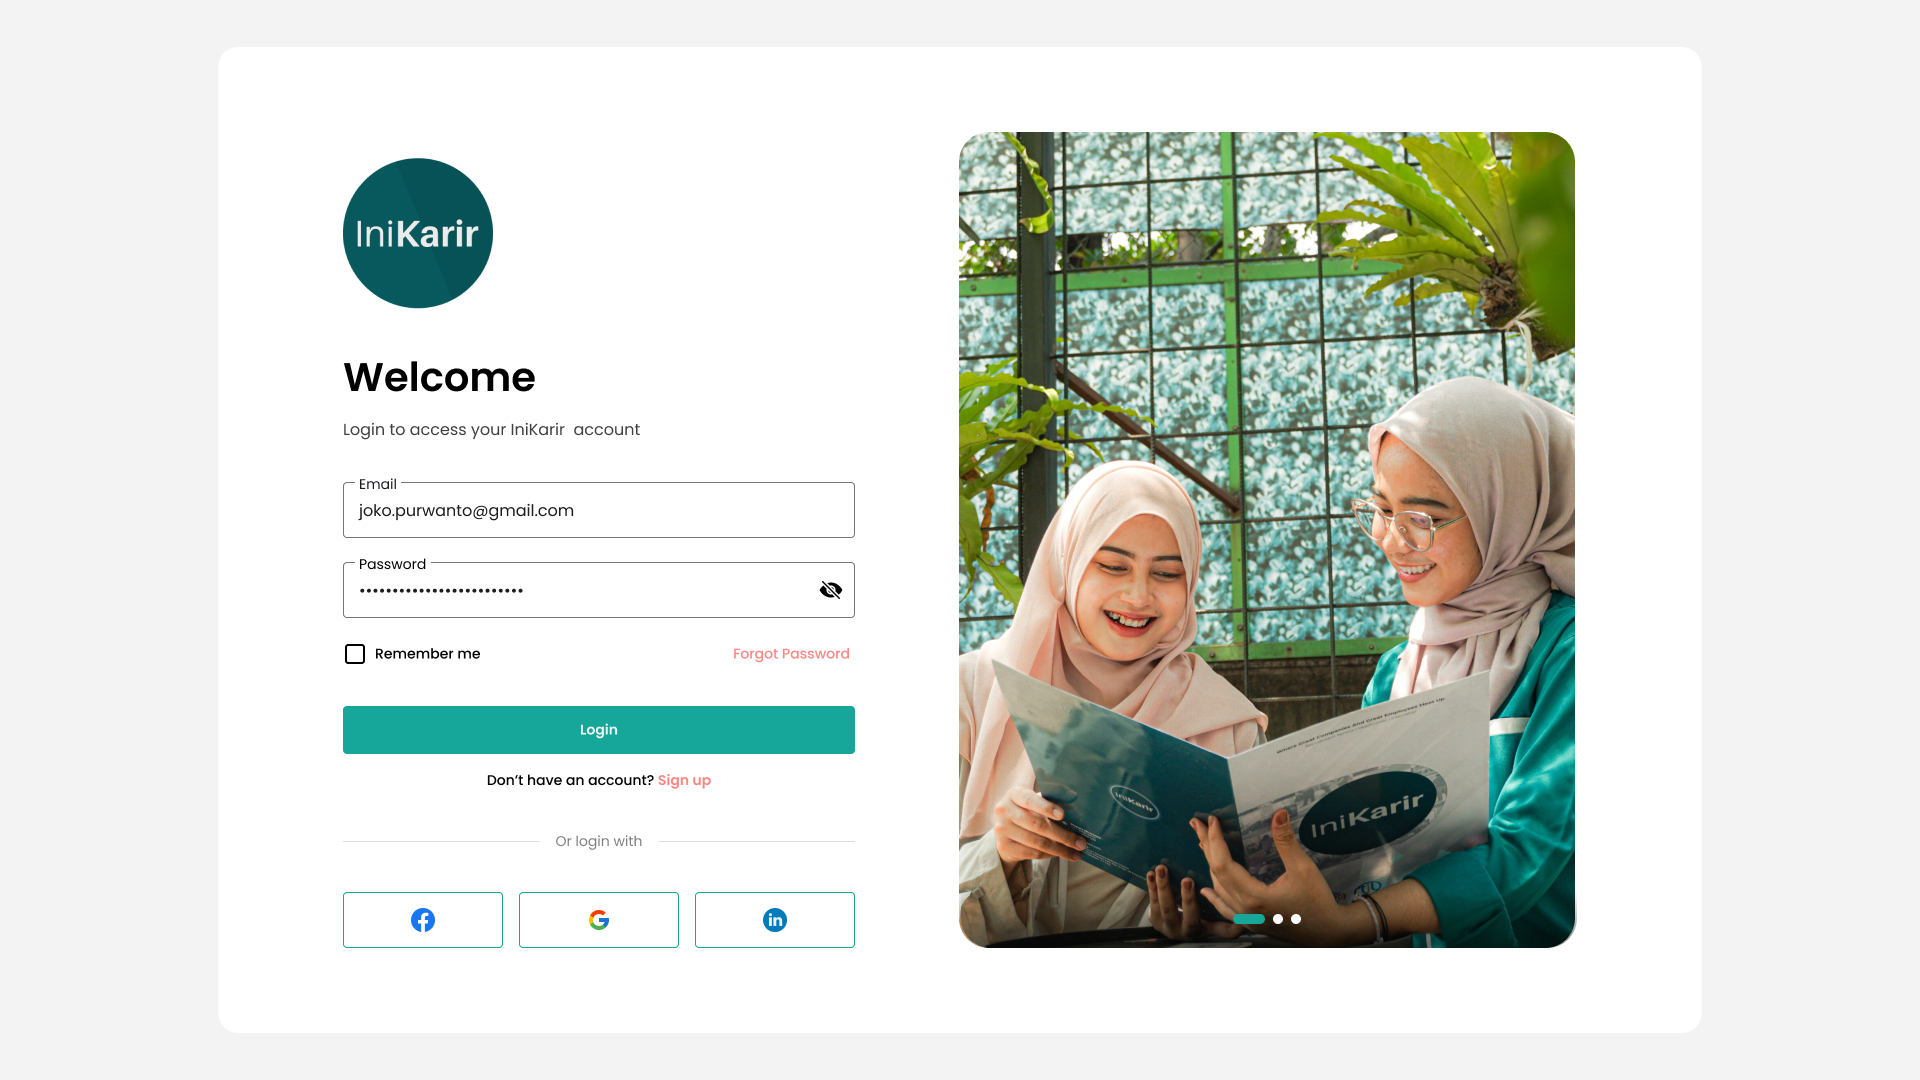 IniKarir
Welcome
Login to access your IniKarir  account
Email
joko.purwanto@gmail.com
Password
Remember me
Forgot Password
Login
Don’t have an account? Sign up
Or login with
in
Where Great Companies And Great Employees Meet Up
IniKarir
IniKarir